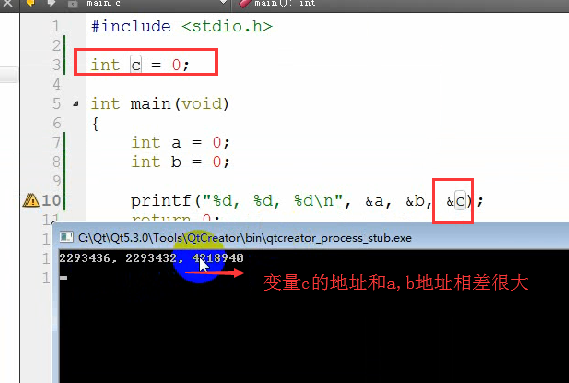 main.c
main(): int
1 #include <stdio.h>
2
3 int c = 0;
4
5 int main(void)
6 {
7 int a = 0;
8 int b = 0;
9
10 printf("%d, %d, %d\n", &a, &b, &c);
return 0;
C:\Qt\Qt5.3.0\Tools\QtCreator\bin\qtcreator_process_stub.exe
2293436, 2293432, 4218940
变量c的地址和a,b地址相差很大